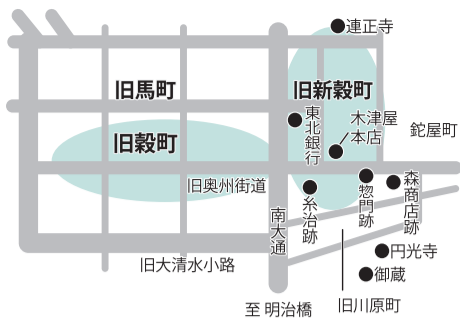 連正寺
旧馬町
旧新穀町
東北銀行
木津屋
本店
鉈屋町
旧穀町
旧奥州街道
南大通
糸治跡
惣門跡
森商店跡
円光寺
御蔵
旧大清水小路
至 明治橋
旧川原町